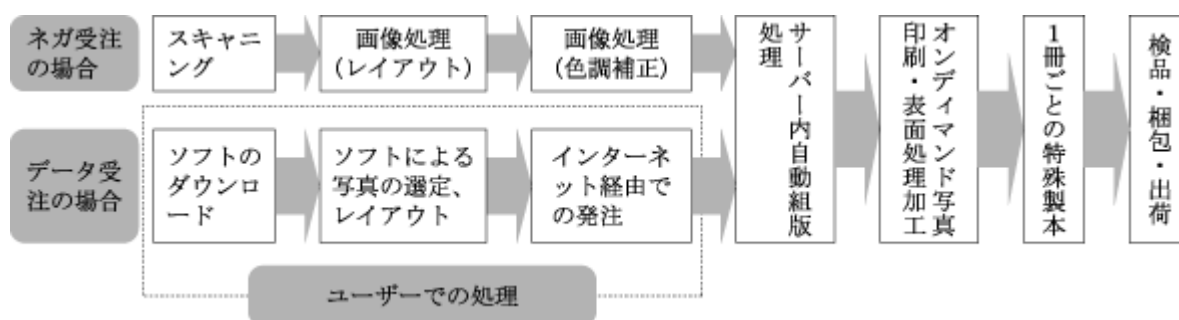 ネガ受注
の場合
スキャニ
ング
画像処理
(レイアウト)
画像処理
(色調補正)
データ受
注の場合
ソフトの
ダウンロ
ード
ソフトによる
写真の選定、
レイアウト
インターネ
ット経由で
の発注
サーバー内自動組版
処理
オンディマンド写真
印刷・表面処理加工
1冊ごとの特殊製本
検品・梱包・出荷
ユーザーでの処理